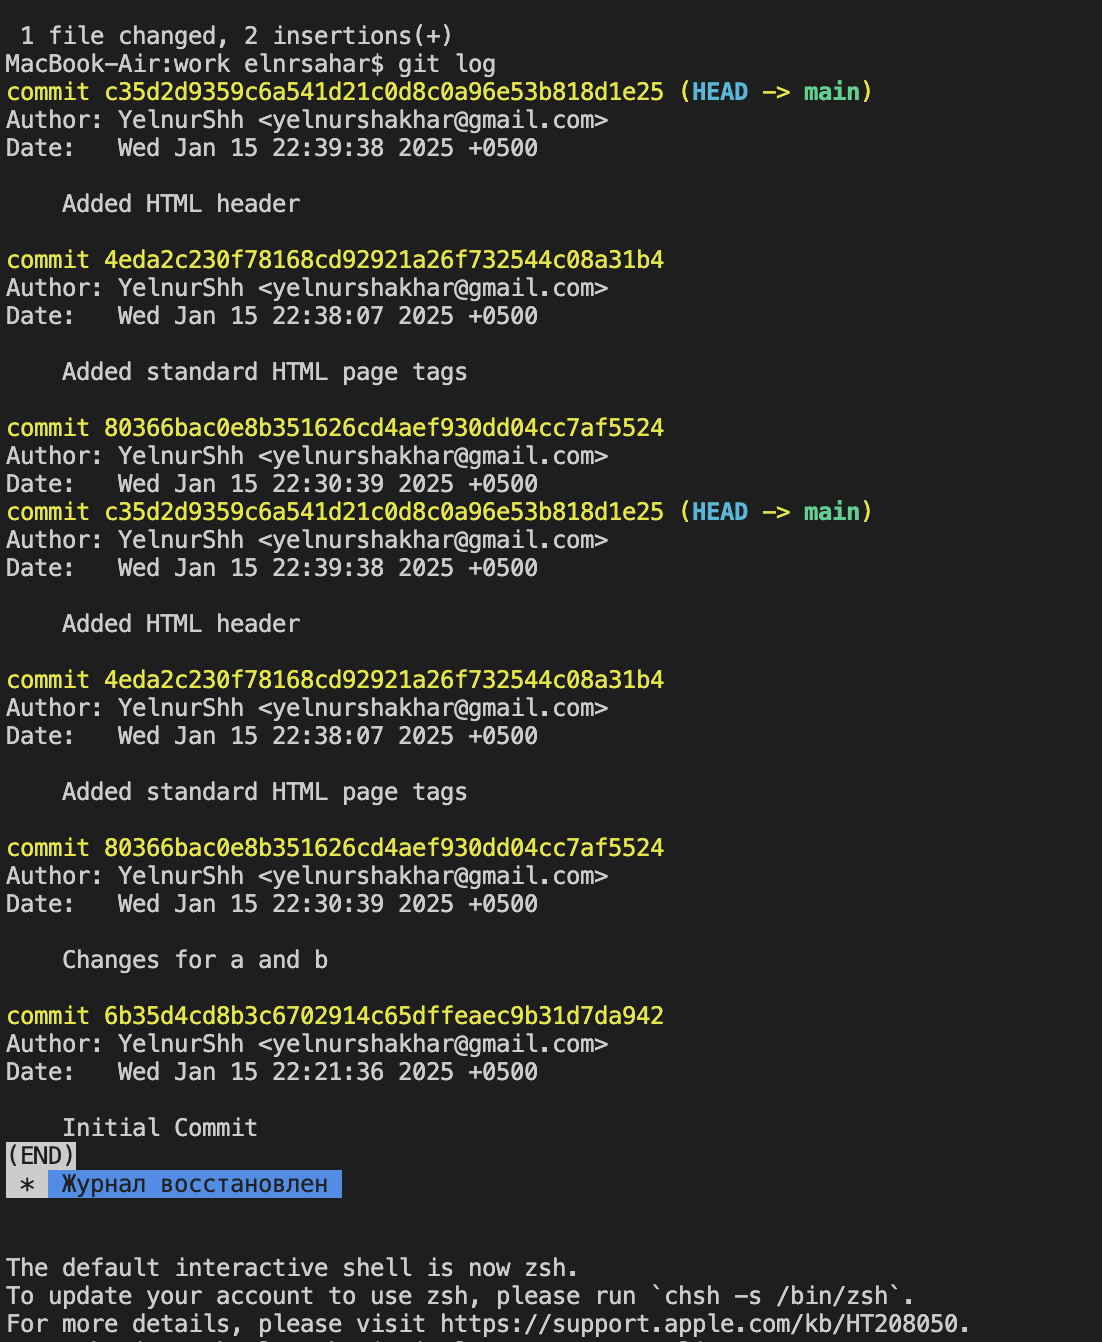 1 file changed, 2 insertions(+)
MacBook-Air:work elnrsahar$ git log
commit c35d2d9359c6a541d21c0d8c0a96e53b818d1e25 (HEAD -> main)
Author: YelnurShh <yelnurshakhar@gmail.com>
Date:   Wed Jan 15 22:39:38 2025 +0500
Added HTML header
commit 4eda2c230f78168cd92921a26f732544c08a31b4
Author: YelnurShh <yelnurshakhar@gmail.com>
Date:   Wed Jan 15 22:38:07 2025 +0500
Added standard HTML page tags
commit 80366bac0e8b351626cd4aef930dd04cc7af5524
Author: YelnurShh <yelnurshakhar@gmail.com>
Date:   Wed Jan 15 22:30:39 2025 +0500
commit c35d2d9359c6a541d21c0d8c0a96e53b818d1e25 (HEAD -> main)
Author: YelnurShh <yelnurshakhar@gmail.com>
Date:   Wed Jan 15 22:39:38 2025 +0500
Added HTML header
commit 4eda2c230f78168cd92921a26f732544c08a31b4
Author: YelnurShh <yelnurshakhar@gmail.com>
Date:   Wed Jan 15 22:38:07 2025 +0500
Added standard HTML page tags
commit 80366bac0e8b351626cd4aef930dd04cc7af5524
Author: YelnurShh <yelnurshakhar@gmail.com>
Date:   Wed Jan 15 22:30:39 2025 +0500
Changes for a and b
commit 6b35d4cd8b3c6702914c65dffeaec9b31d7da942
Author: YelnurShh <yelnurshakhar@gmail.com>
Date:   Wed Jan 15 22:21:36 2025 +0500
Initial Commit
(END)
* Журнал восстановлен
The default interactive shell is now zsh.
To update your account to use zsh, please run `chsh -s /bin/zsh`.
For more details, please visit https://support.apple.com/kb/HT208050.